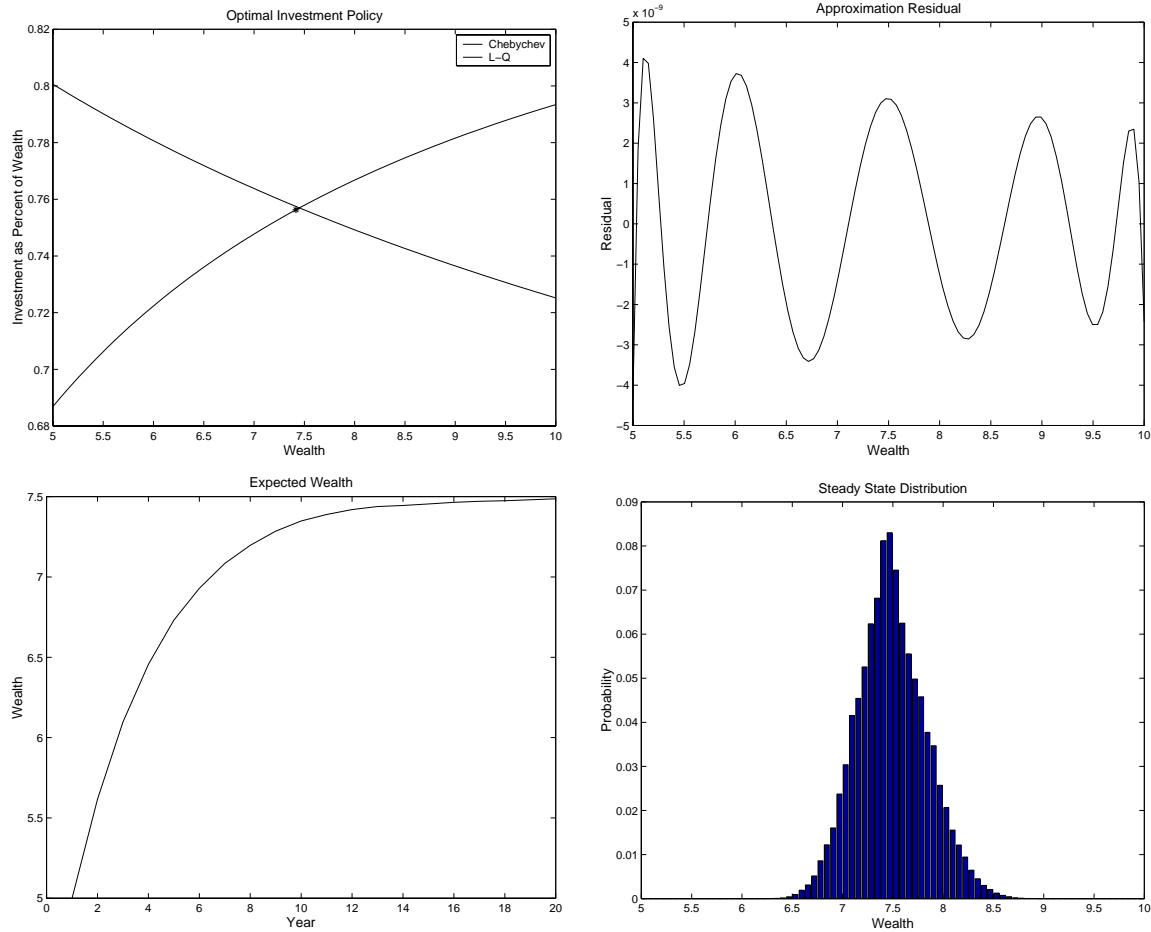 Optimal Investment Policy
0.82
0.8
0.78
0.76
0.74
0.72
0.7
0.68
Investment as Percent of Wealth
Chebychev
L−Q
5 5.5 6 6.5 7 7.5 8 8.5 9 9.5 10
Wealth
Approximation Residual
x 10⁻⁹
5
4
3
2
1
0
−1
−2
−3
−4
−5
Residual
5 5.5 6 6.5 7 7.5 8 8.5 9 9.5 10
Wealth
Expected Wealth
7.5
7
6.5
6
5.5
5
Wealth
0 2 4 6 8 10 12 14 16 18 20
Year
Steady State Distribution
0.09
0.08
0.07
0.06
0.05
0.04
0.03
0.02
0.01
0
Probability
5 5.5 6 6.5 7 7.5 8 8.5 9 9.5 10
Wealth